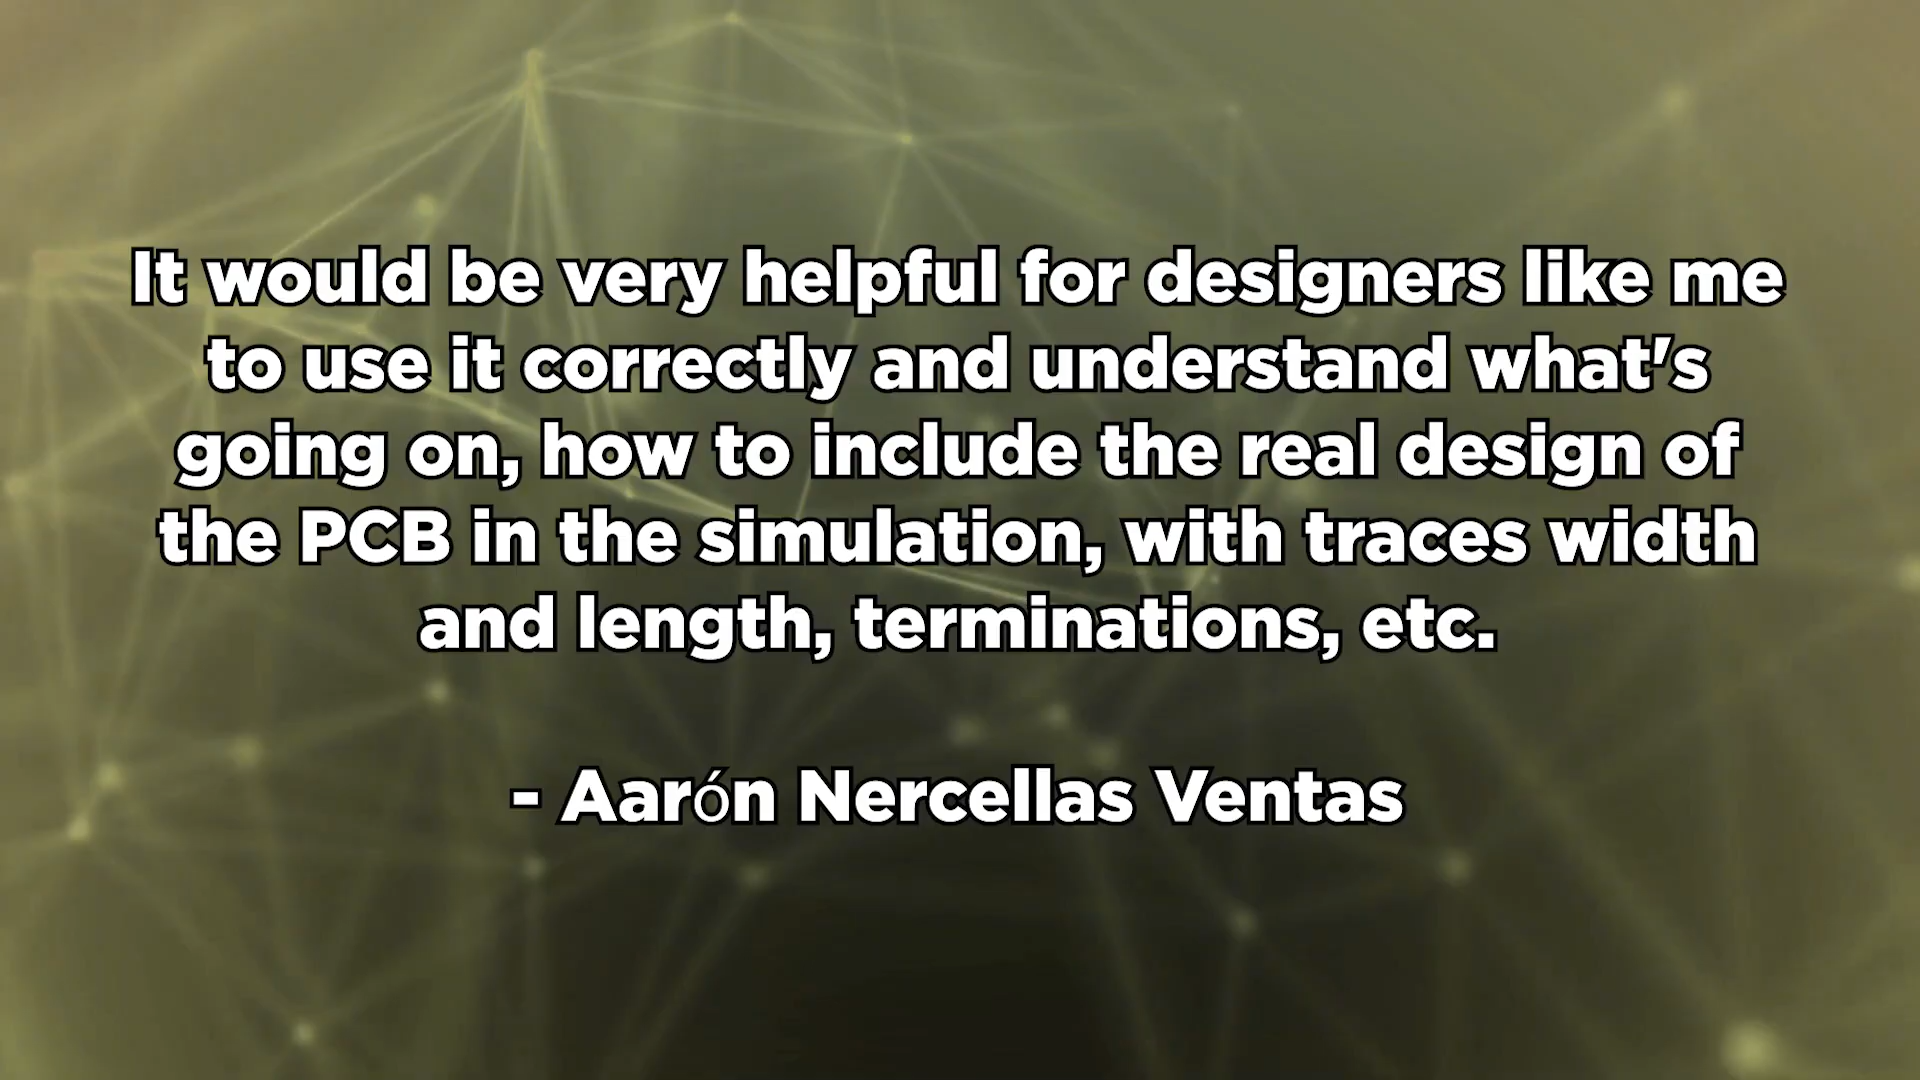 It would be very helpful for designers like me
to use it correctly and understand what's
going on, how to include the real design of
the PCB in the simulation, with traces width
and length, terminations, etc.
- Aarón Nercellas Ventas